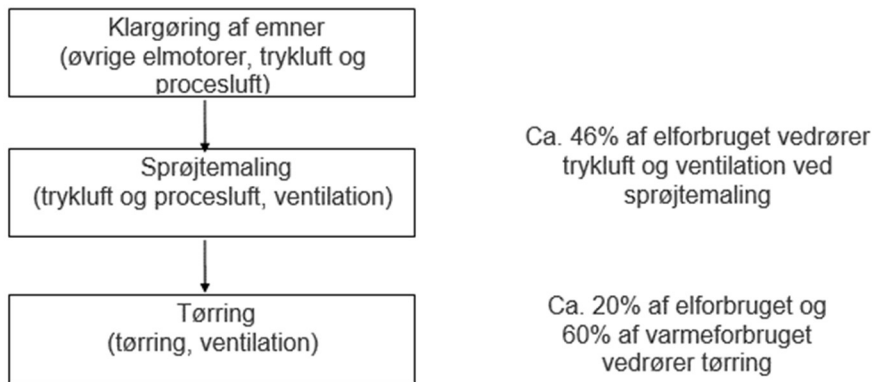 Klargøring af emner
(øvrige elmotorer, trykluft og
procesluft)
Sprøjtemaling
(trykluft og procesluft, ventilation)
Ca. 46% af elforbruget vedrører
trykluft og ventilation ved
sprøjtemaling
Tørring
(tørring, ventilation)
Ca. 20% af elforbruget og
60% af varmeforbruget
vedrører tørring